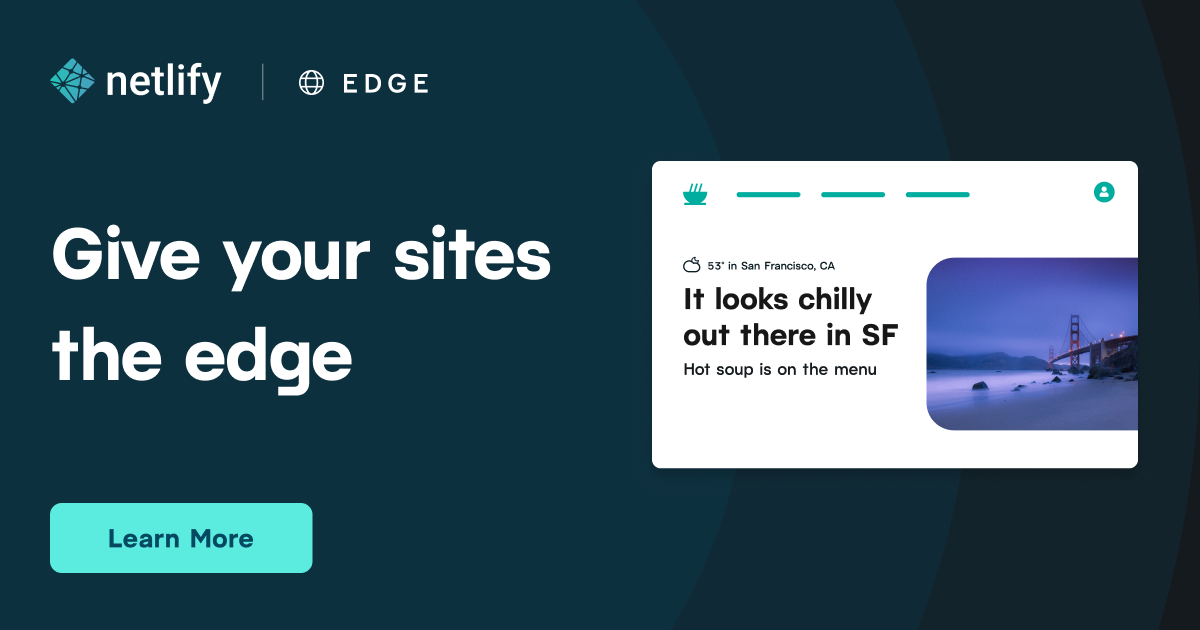 netlify
EDGE
Give your sites
the edge
Learn More
53° in San Francisco, CA
It looks chilly
out there in SF
Hot soup is on the menu